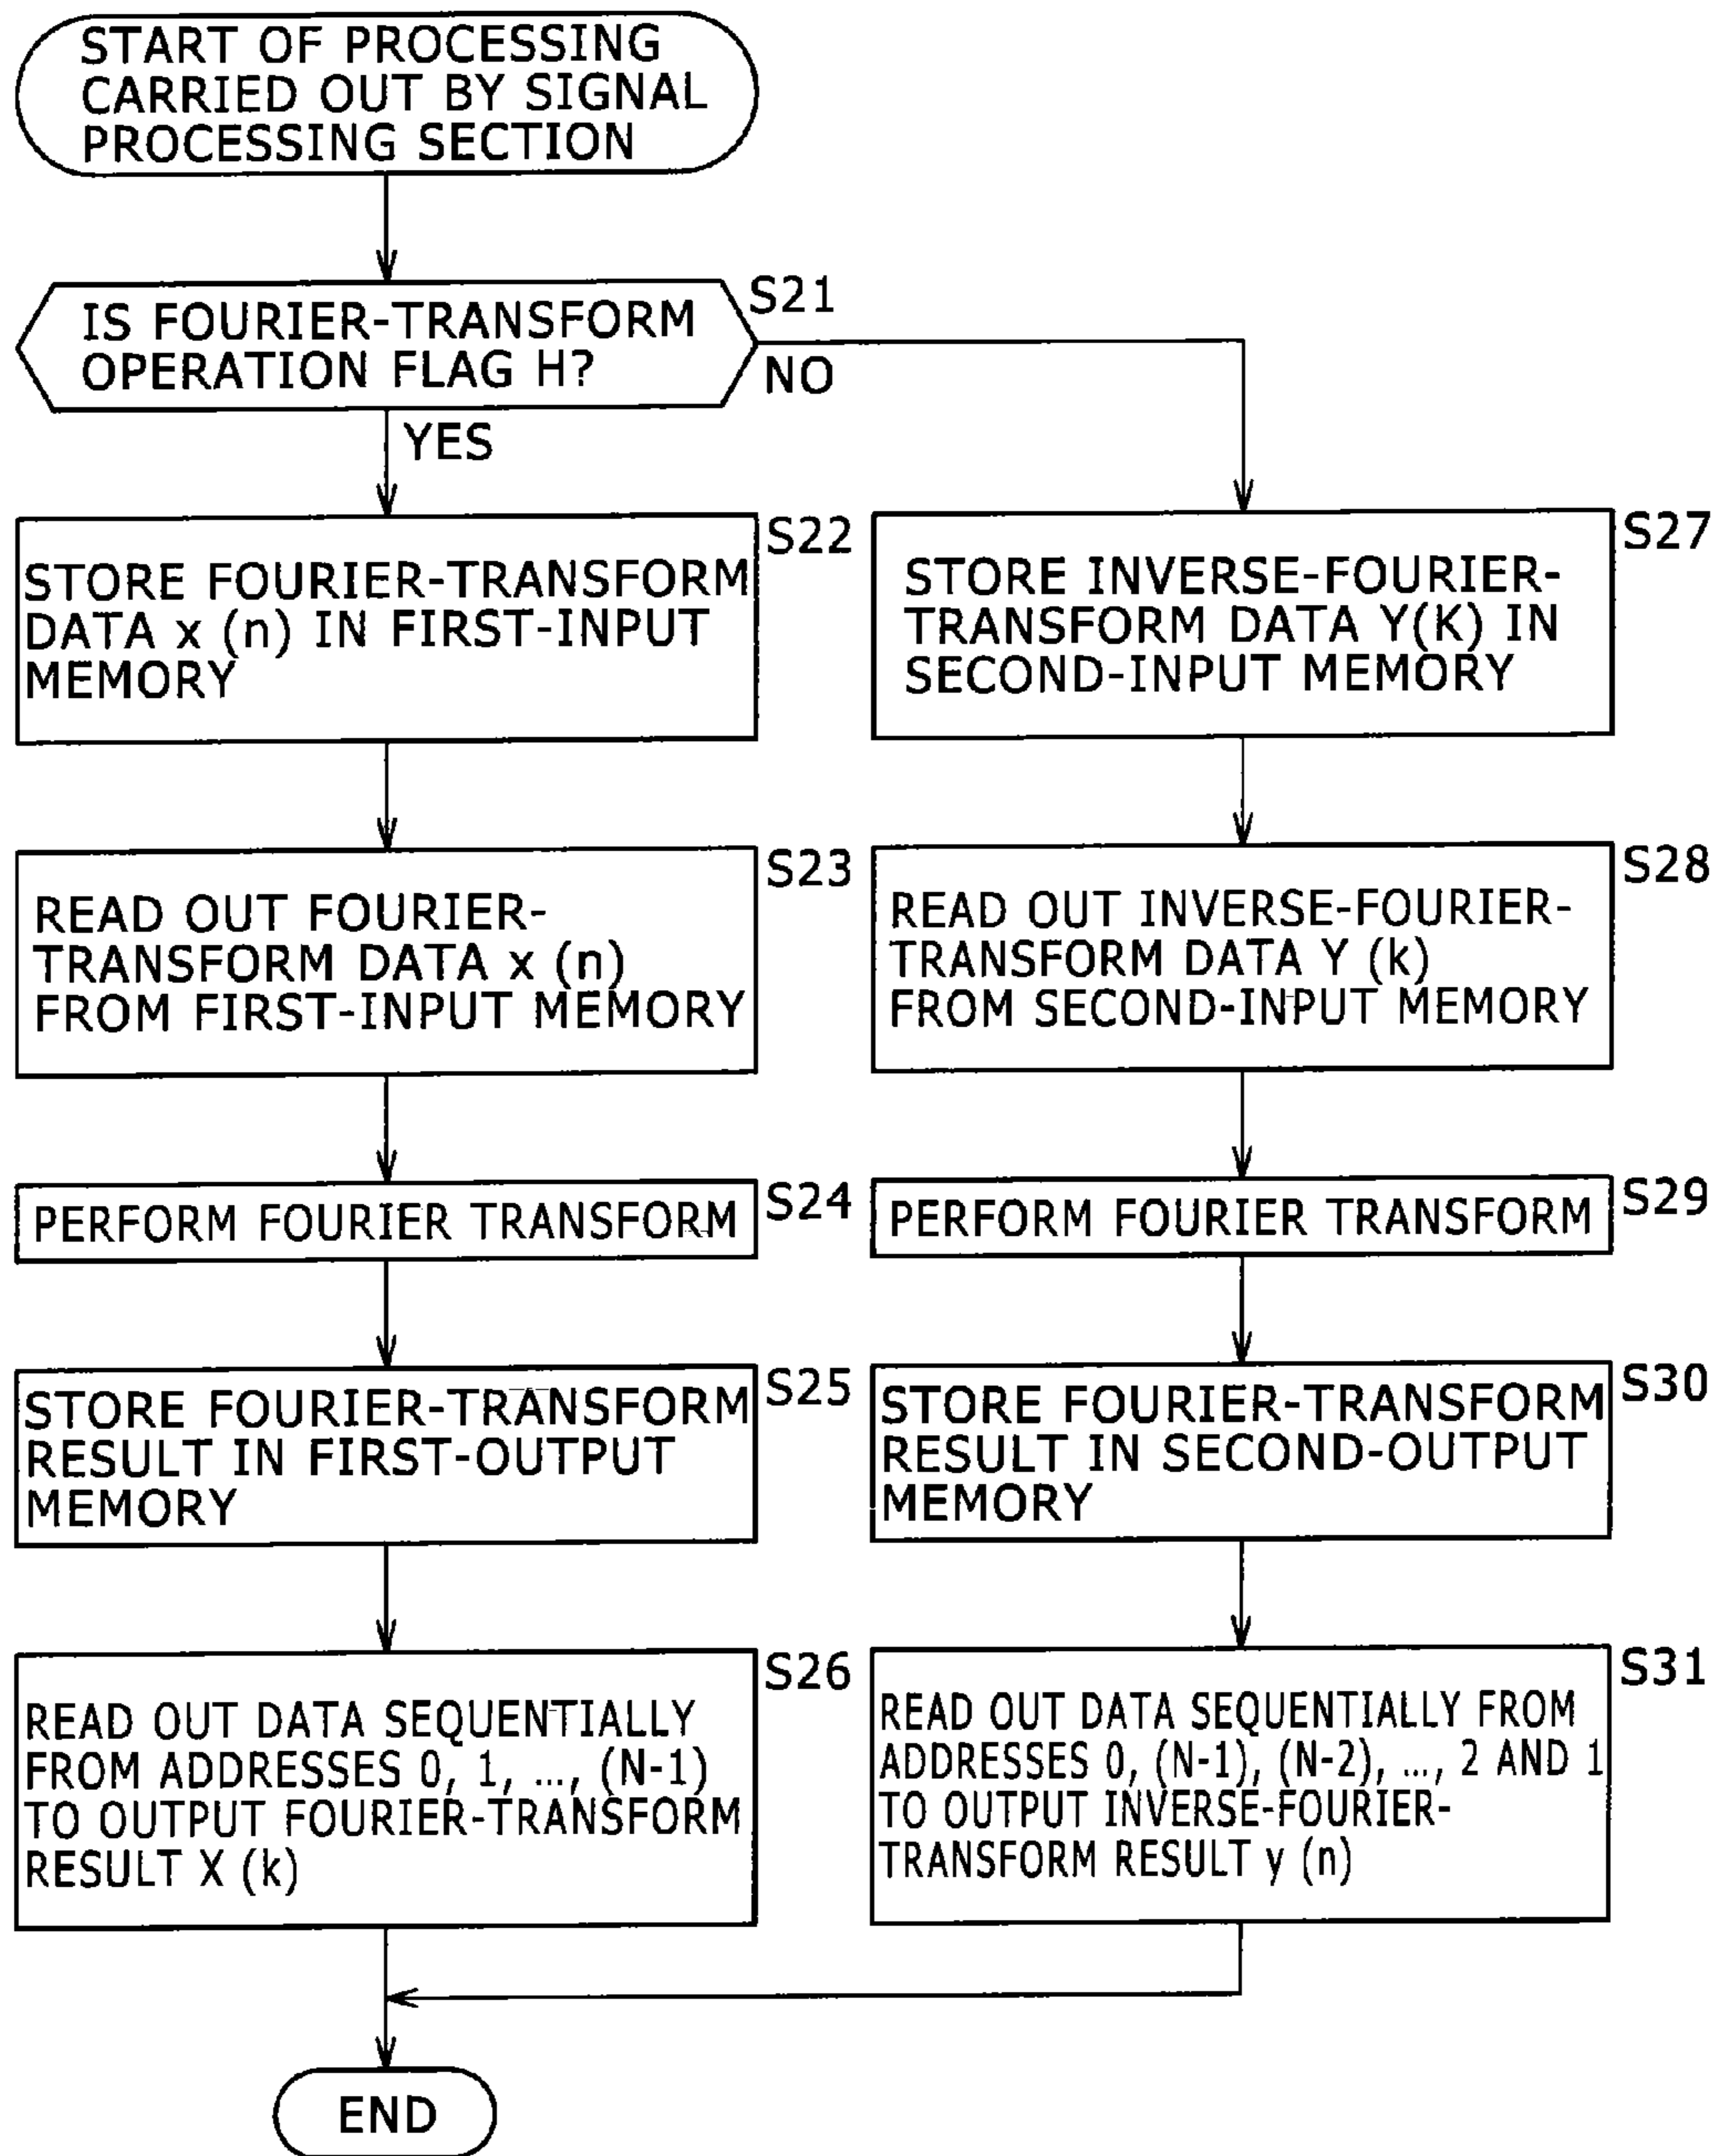 START OF PROCESSING
CARRIED OUT BY SIGNAL
PROCESSING SECTION
S21
IS FOURIER-TRANSFORM
OPERATION FLAG H?
NO
YES
S22
STORE FOURIER-TRANSFORM
DATA x (n) IN FIRST-INPUT
MEMORY
S23
READ OUT FOURIER-
TRANSFORM DATA x (n)
FROM FIRST-INPUT MEMORY
S24
PERFORM FOURIER TRANSFORM
S25
STORE FOURIER-TRANSFORM
RESULT IN FIRST-OUTPUT
MEMORY
S26
READ OUT DATA SEQUENTIALLY
FROM ADDRESSES 0, 1, ..., (N-1)
TO OUTPUT FOURIER-TRANSFORM
RESULT X (k)
S27
STORE INVERSE-FOURIER-
TRANSFORM DATA Y(K) IN
SECOND-INPUT MEMORY
S28
READ OUT INVERSE-FOURIER-
TRANSFORM DATA Y (k)
FROM SECOND-INPUT MEMORY
S29
PERFORM FOURIER TRANSFORM
S30
STORE FOURIER-TRANSFORM
RESULT IN SECOND-OUTPUT
MEMORY
S31
READ OUT DATA SEQUENTIALLY FROM
ADDRESSES 0, (N-1), (N-2), ..., 2 AND 1
TO OUTPUT INVERSE-FOURIER-
TRANSFORM RESULT y (n)
END